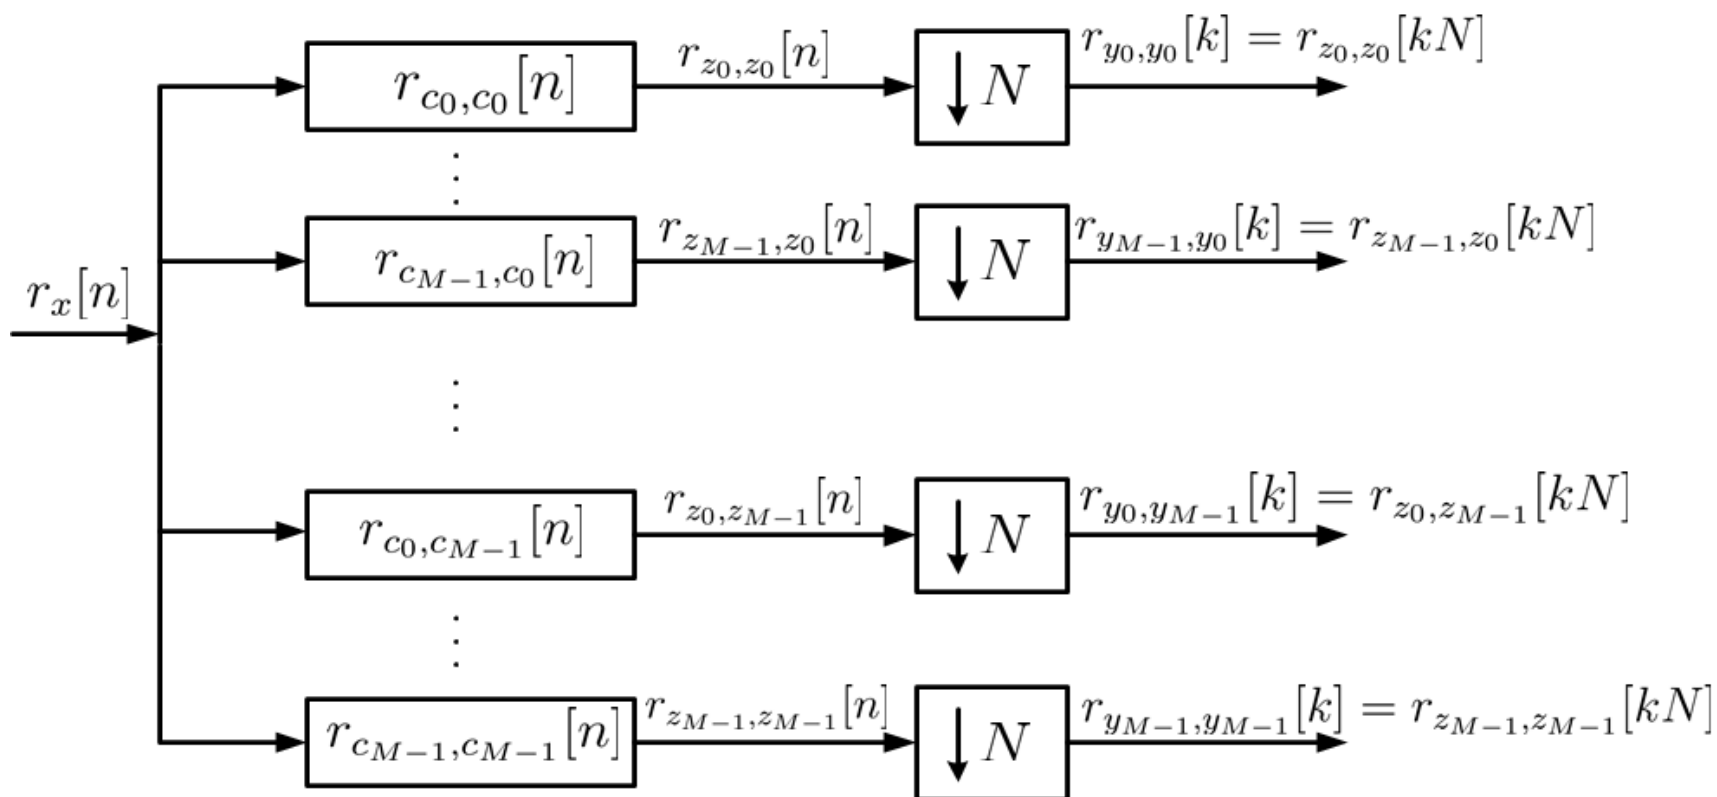 r_{c_0,c_0}[n] r_{z_0,z_0}[n] ↓ N r_{y_0,y_0}[k] = r_{z_0,z_0}[kN]
⋮
r_{c_{M-1},c_0}[n] r_{z_{M-1},z_0}[n] ↓ N r_{y_{M-1},y_0}[k] = r_{z_{M-1},z_0}[kN]
r_x[n]
⋮
r_{c_0,c_{M-1}}[n] r_{z_0,z_{M-1}}[n] ↓ N r_{y_0,y_{M-1}}[k] = r_{z_0,z_{M-1}}[kN]
⋮
r_{c_{M-1},c_{M-1}}[n] r_{z_{M-1},z_{M-1}}[n] ↓ N r_{y_{M-1},y_{M-1}}[k] = r_{z_{M-1},z_{M-1}}[kN]